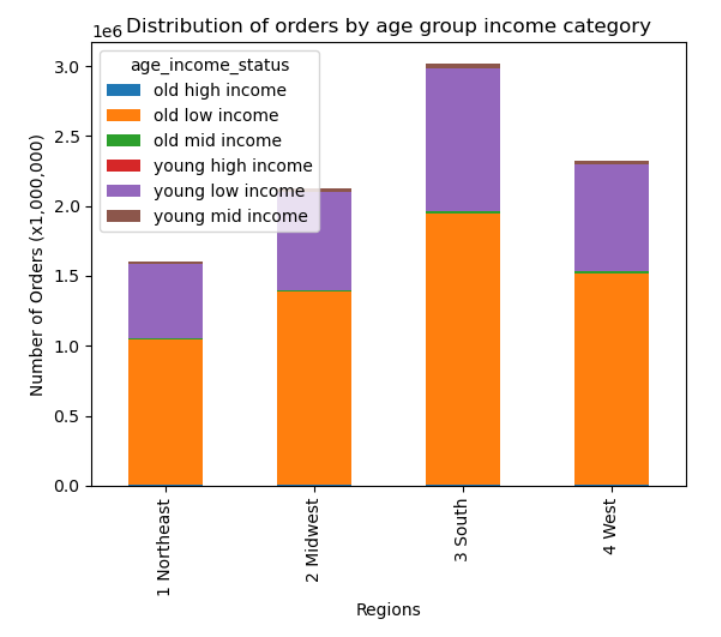 Distribution of orders by age group income category
1e6
age_income_status
old high income
old low income
old mid income
young high income
young low income
young mid income
Number of Orders (x1,000,000)
3.0
2.5
2.0
1.5
1.0
0.5
0.0
1 Northeast
2 Midwest
3 South
4 West
Regions